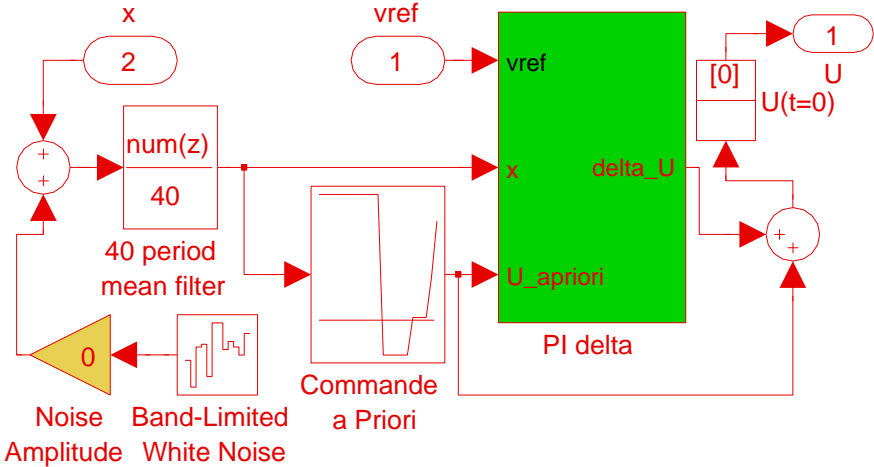 x
vref
2
1
1
U
vref
[0]
U(t=0)
+
+
num(z)
40
x
delta_U
40 period
mean filter
+
+
U_apriori
PI delta
0
Commande
a Priori
Noise
Amplitude
Band-Limited
White Noise